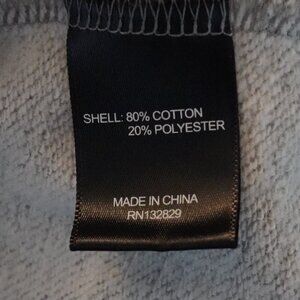 SHELL: 80% COTTON
20% POLYESTER
MADE IN CHINA
RN132829